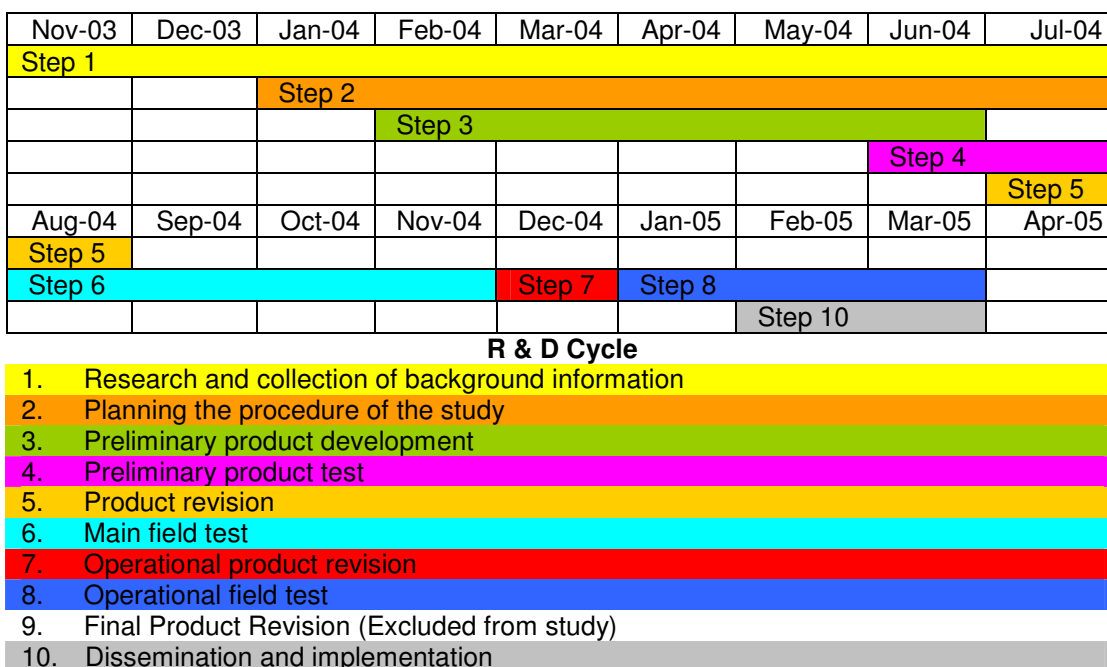 Nov-03 Dec-03 Jan-04 Feb-04 Mar-04 Apr-04 May-04 Jun-04 Jul-04
Step 1
Step 2
Step 3
Step 4
Step 5
Aug-04 Sep-04 Oct-04 Nov-04 Dec-04 Jan-05 Feb-05 Mar-05 Apr-05
Step 5
Step 6 Step 7 Step 8
Step 10
R & D Cycle
1. Research and collection of background information
2. Planning the procedure of the study
3. Preliminary product development
4. Preliminary product test
5. Product revision
6. Main field test
7. Operational product revision
8. Operational field test
9. Final Product Revision (Excluded from study)
10. Dissemination and implementation